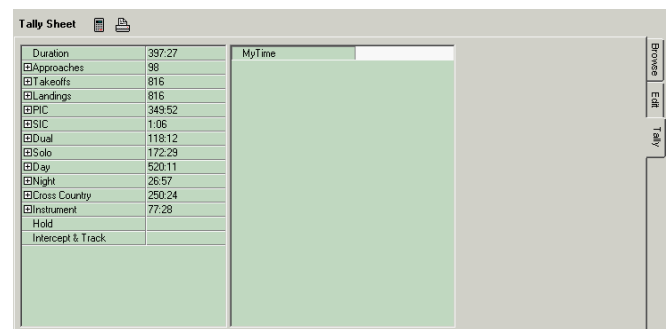 Tally Sheet
Duration 397:27
Approaches 98
Takeoffs 816
Landings 816
PIC 349:52
SIC 1:06
Dual 118:12
Solo 172:29
Day 520:11
Night 26:57
Cross Country 250:24
Instrument 77:28
Hold
Intercept & Track
MyTime
Browse
Edit
Tally